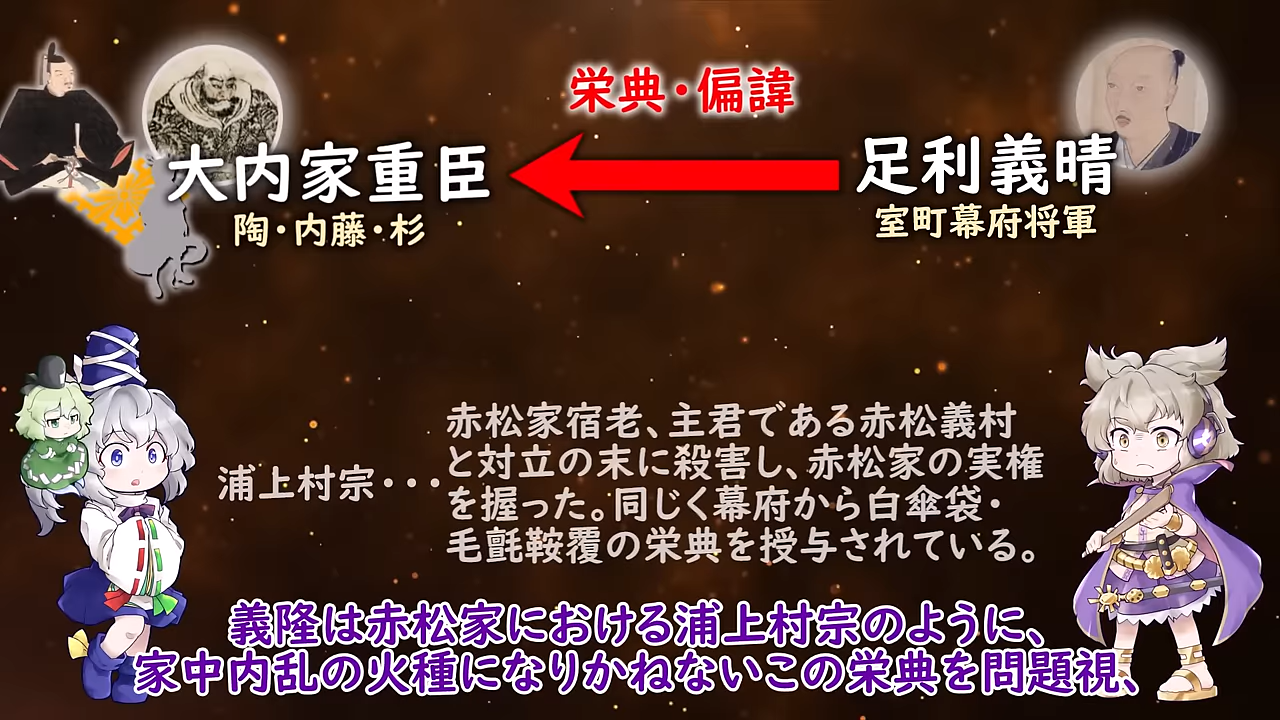 栄典・偏諱
大内家重臣
足利義晴
陶・内藤・杉
室町幕府将軍
浦上村宗・・・
赤松家宿老、主君である赤松義村
と対立の末に殺害し、赤松家の実権
を握った。同じく幕府から白傘袋・
毛氈鞍覆の栄典を授与されている。
義隆は赤松家における浦上村宗のように、
家中内乱の火種になりかねないこの栄典を問題視、